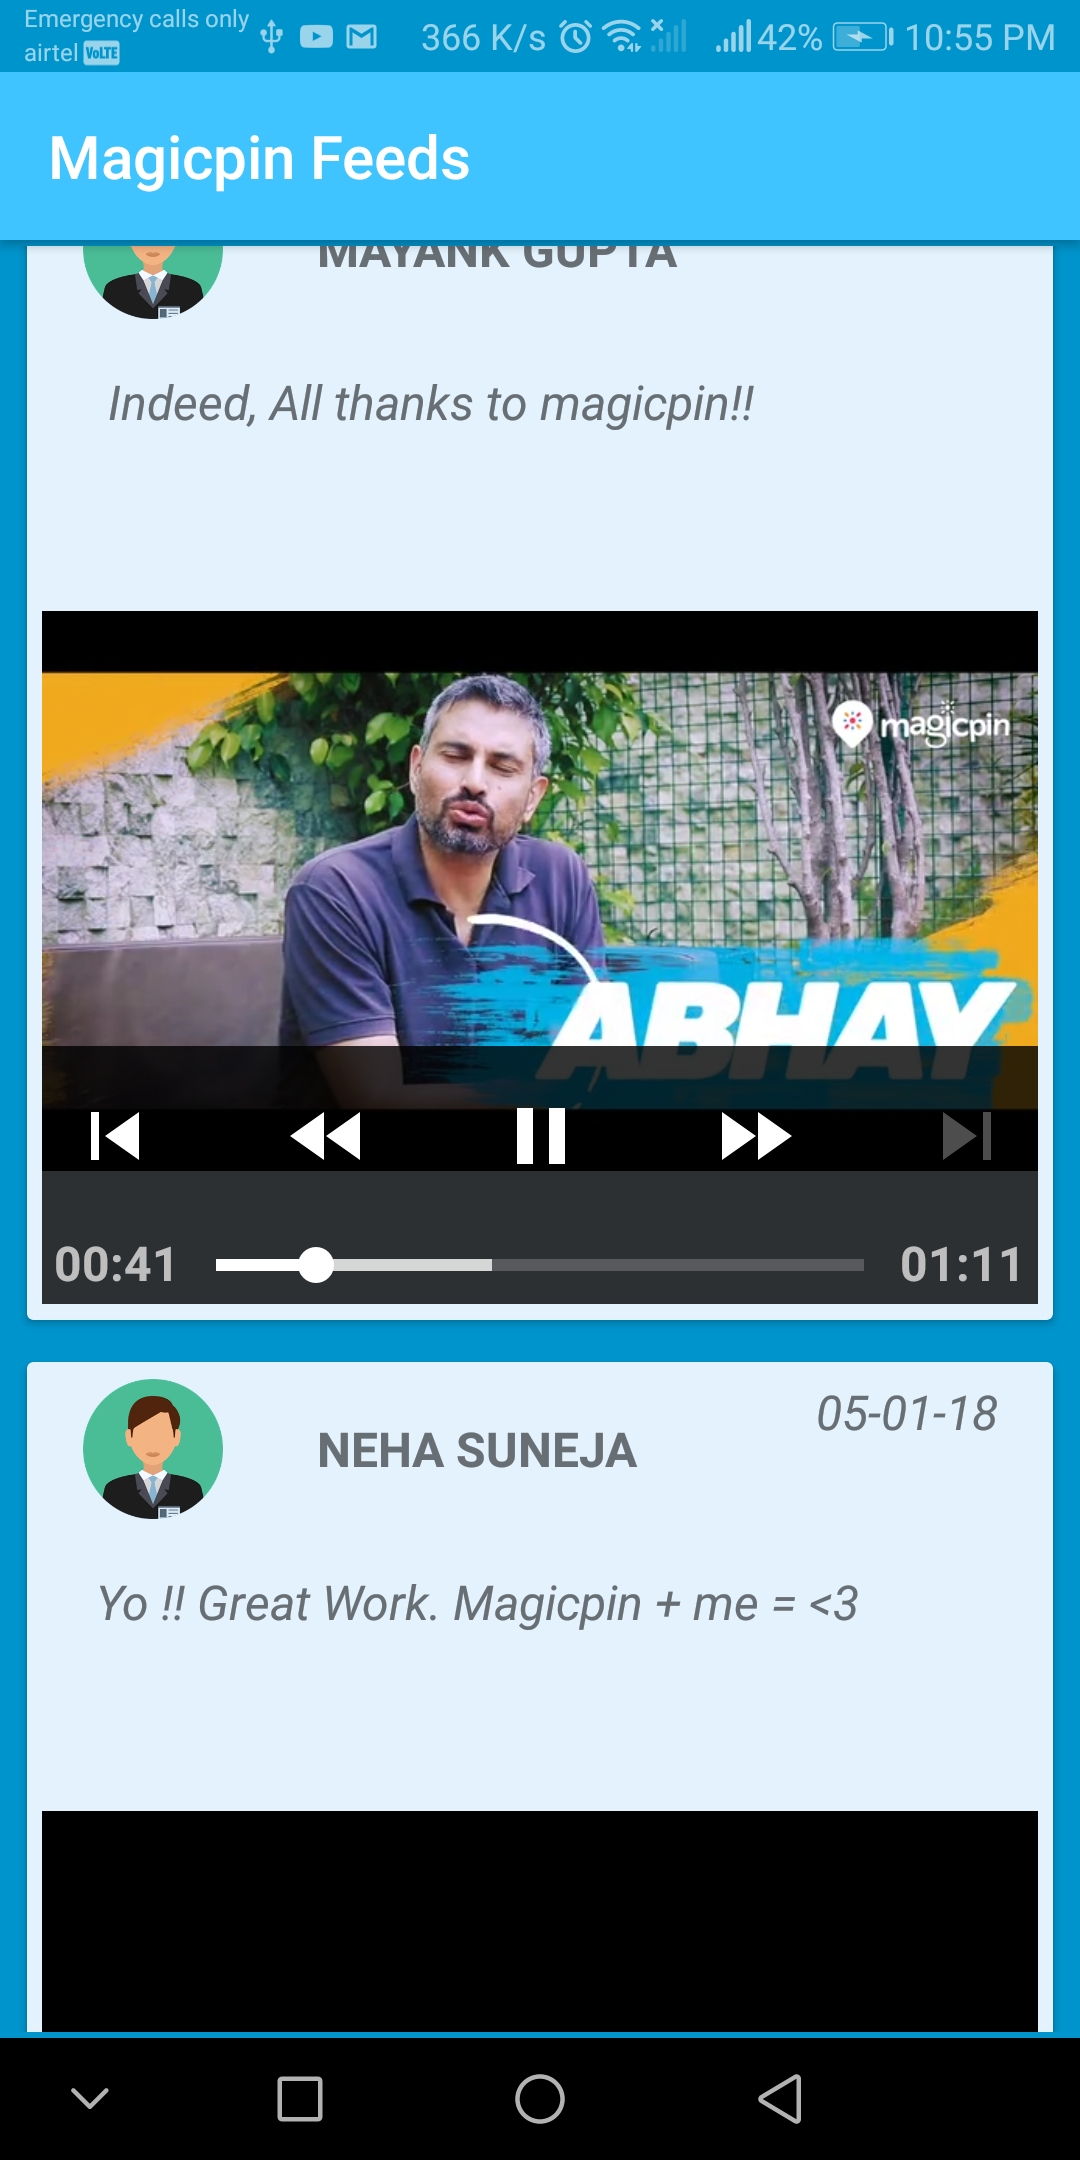 Emergency calls only
airtel VoLTE
366 K/s 42% 10:55 PM
Magicpin Feeds
MAYANK GUPTA
Indeed, All thanks to magicpin!!
magicpin
ABHAY
00:41
01:11
05-01-18
NEHA SUNEJA
Yo !! Great Work. Magicpin + me = <3